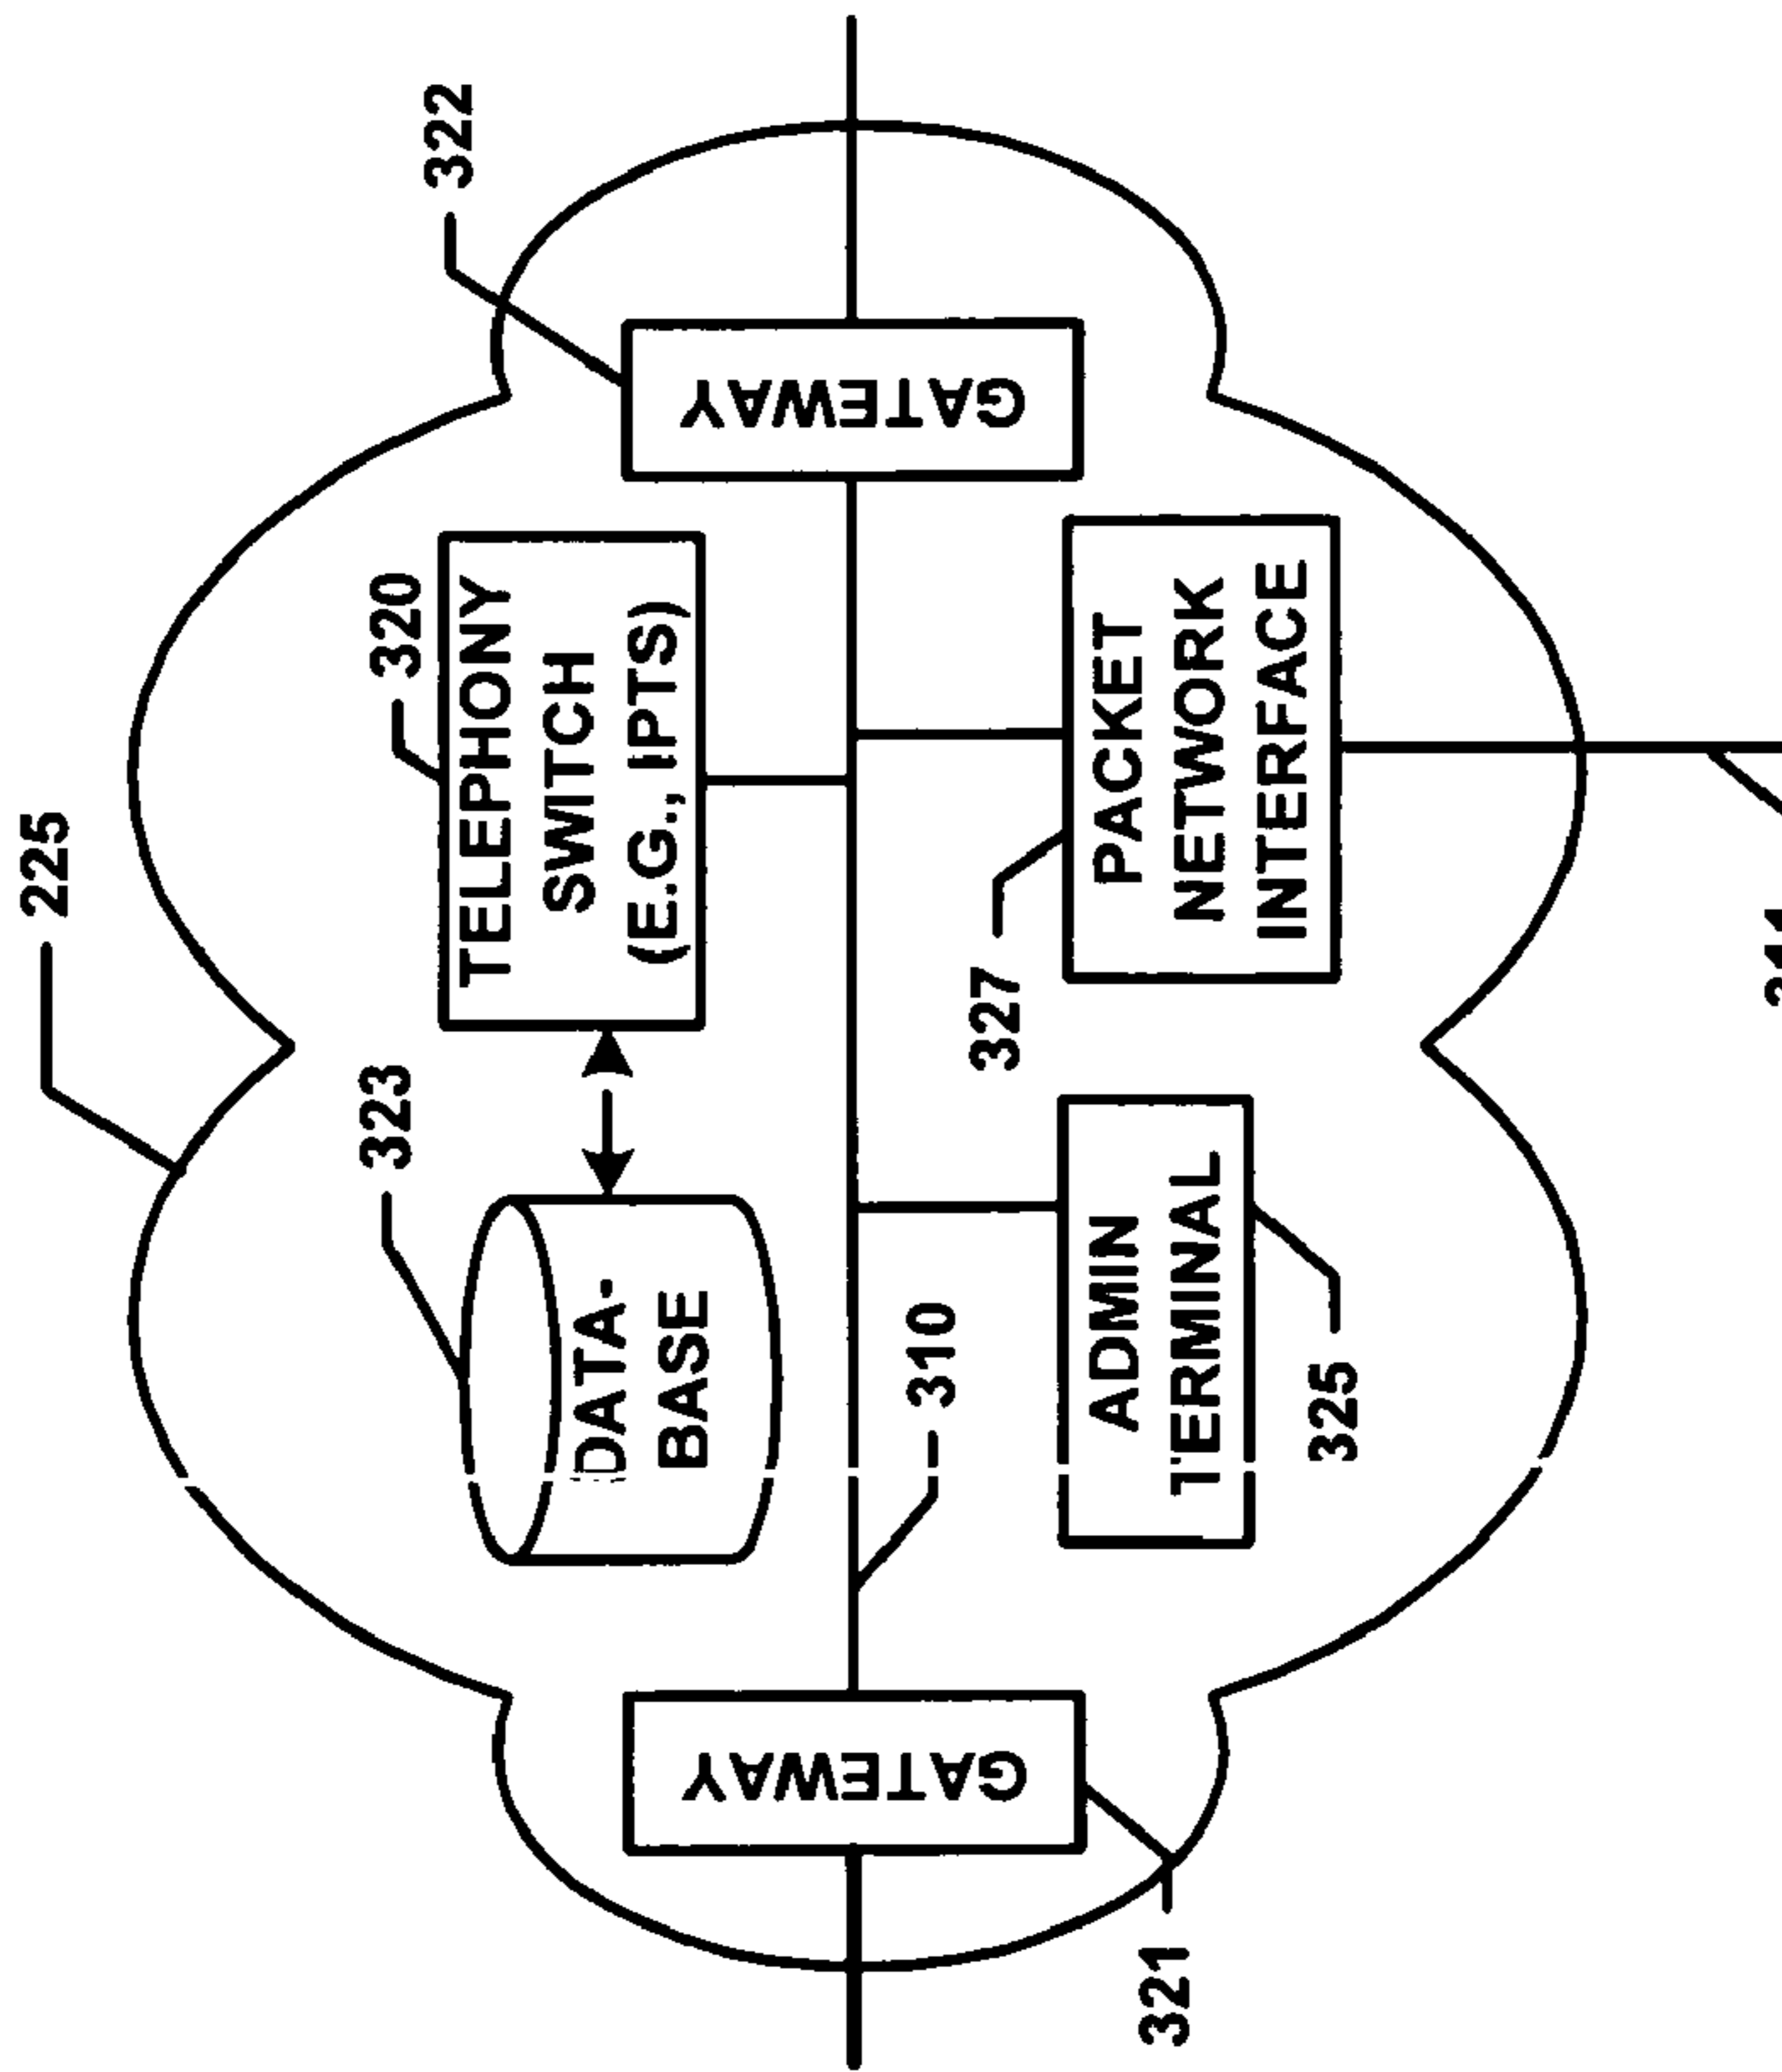 225
323
320
322
DATA-
BASE
TELEPHONY
SWITCH
(E.G., IPTS)
GATEWAY
GATEWAY
310
327
ADMIN
TERMINAL
PACKET
NETWORK
INTERFACE
321
325